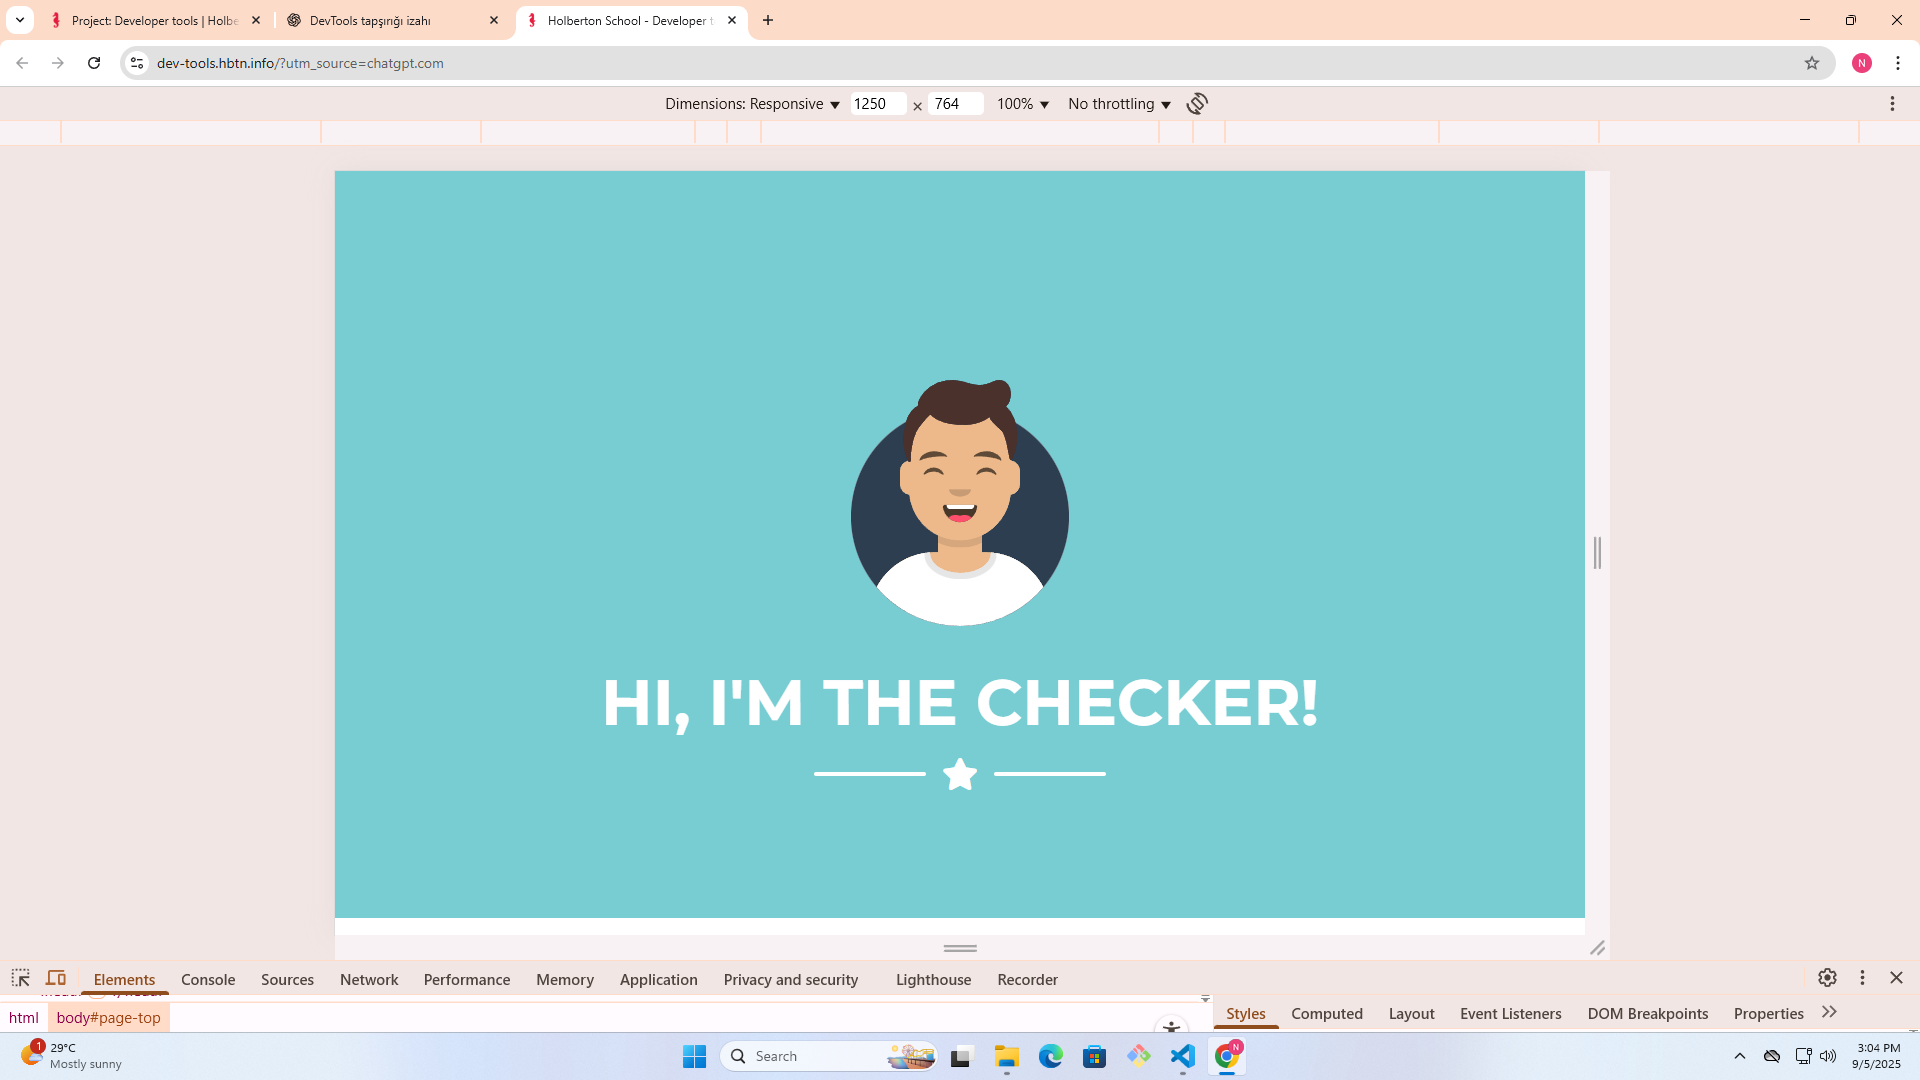 Project: Developer tools | Holbe
DevTools tapşırığı izahı
Holberton School - Developer t
dev-tools.hbtn.info/?utm_source=chatgpt.com
N
Dimensions: Responsive 1250 × 764 100% No throttling
HI, I'M THE CHECKER!
Elements Console Sources Network Performance Memory Application Privacy and security Lighthouse Recorder
html body#page-top
Styles Computed Layout Event Listeners DOM Breakpoints Properties
1
29°C
Mostly sunny
Search
N
3:04 PM
9/5/2025